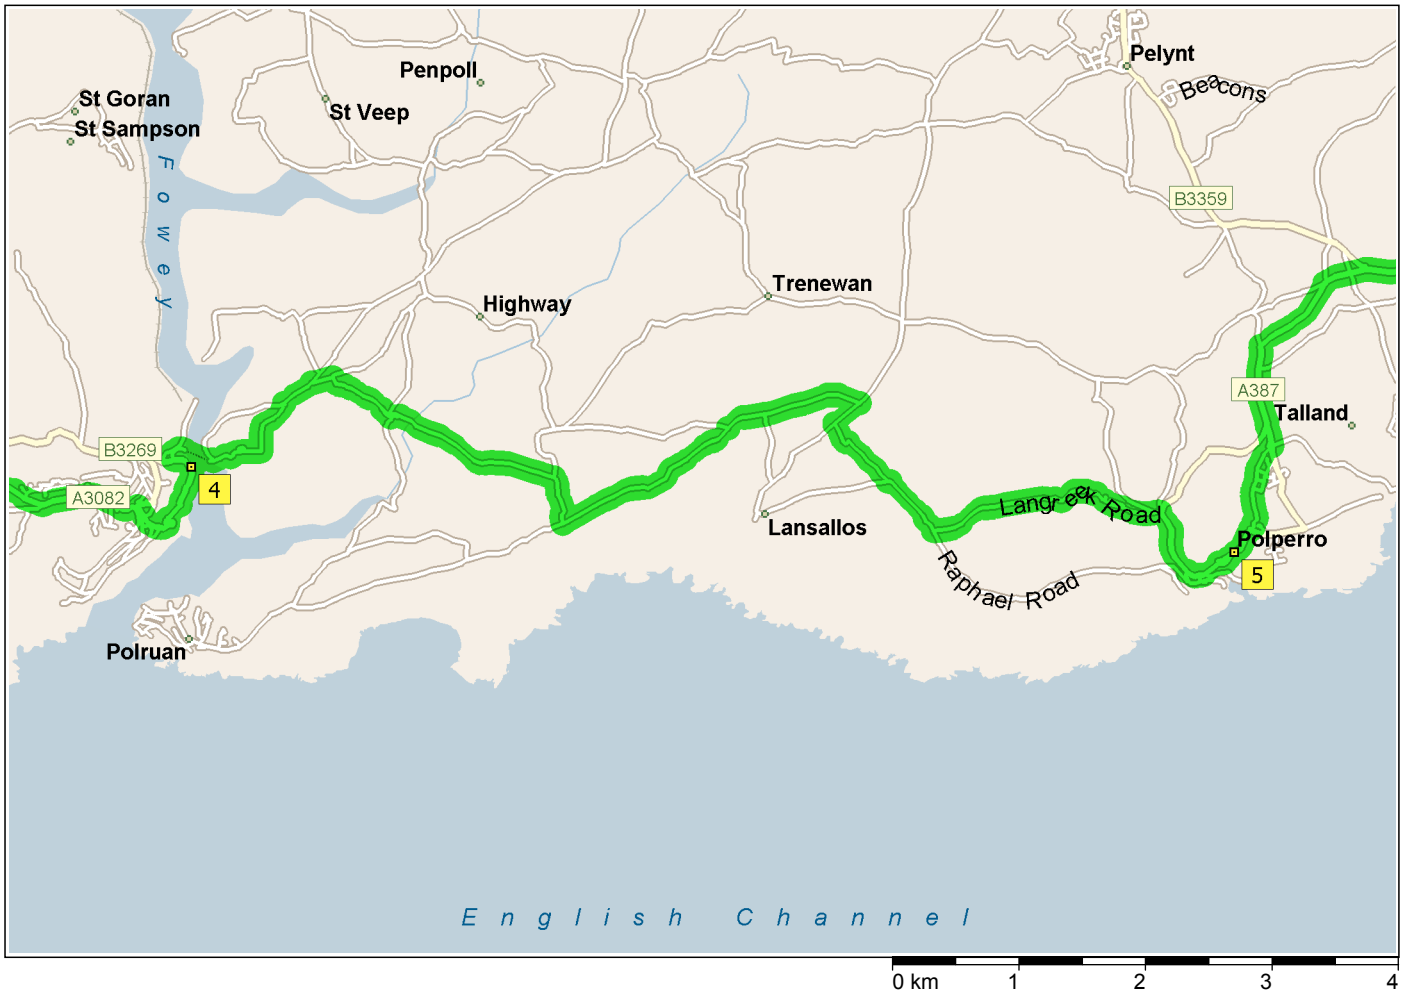 Pelynt
Penpoll
Beacons
St Goran
St Veep
St Sampson
Fowey
B3359
Trenewan
Highway
A387
Talland
B3269
4
A3082
Langreek Road
Lansallos
Polperro
5
Raphael Road
Polruan
English Channel
0 km 1 2 3 4